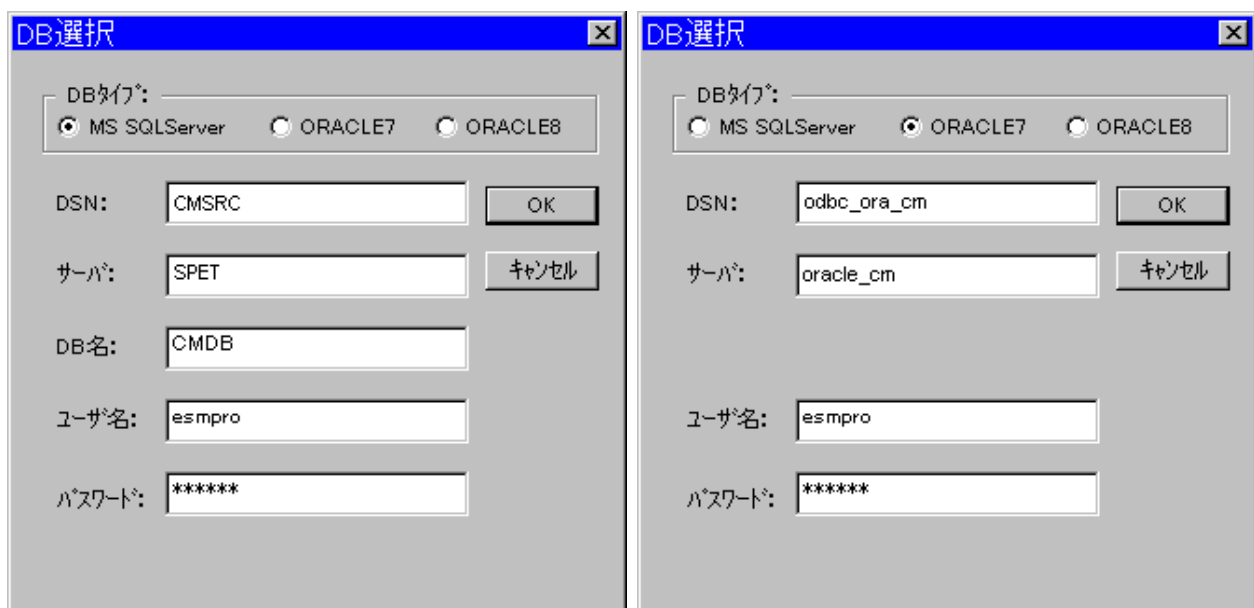 DB選択
DBﾀｲﾌﾟ:
MS SQLServer ORACLE7 ORACLE8
DSN: CMSRC OK
ｻｰﾊﾞ: SPET ｷｬﾝｾﾙ
DB名: CMDB
ﾕｰｻﾞ名: esmpro
ﾊﾟｽﾜｰﾄﾞ: ******
DB選択
DBﾀｲﾌﾟ:
MS SQLServer ORACLE7 ORACLE8
DSN: odbc_ora_cm OK
ｻｰﾊﾞ: oracle_cm ｷｬﾝｾﾙ
ﾕｰｻﾞ名: esmpro
ﾊﾟｽﾜｰﾄﾞ: ******